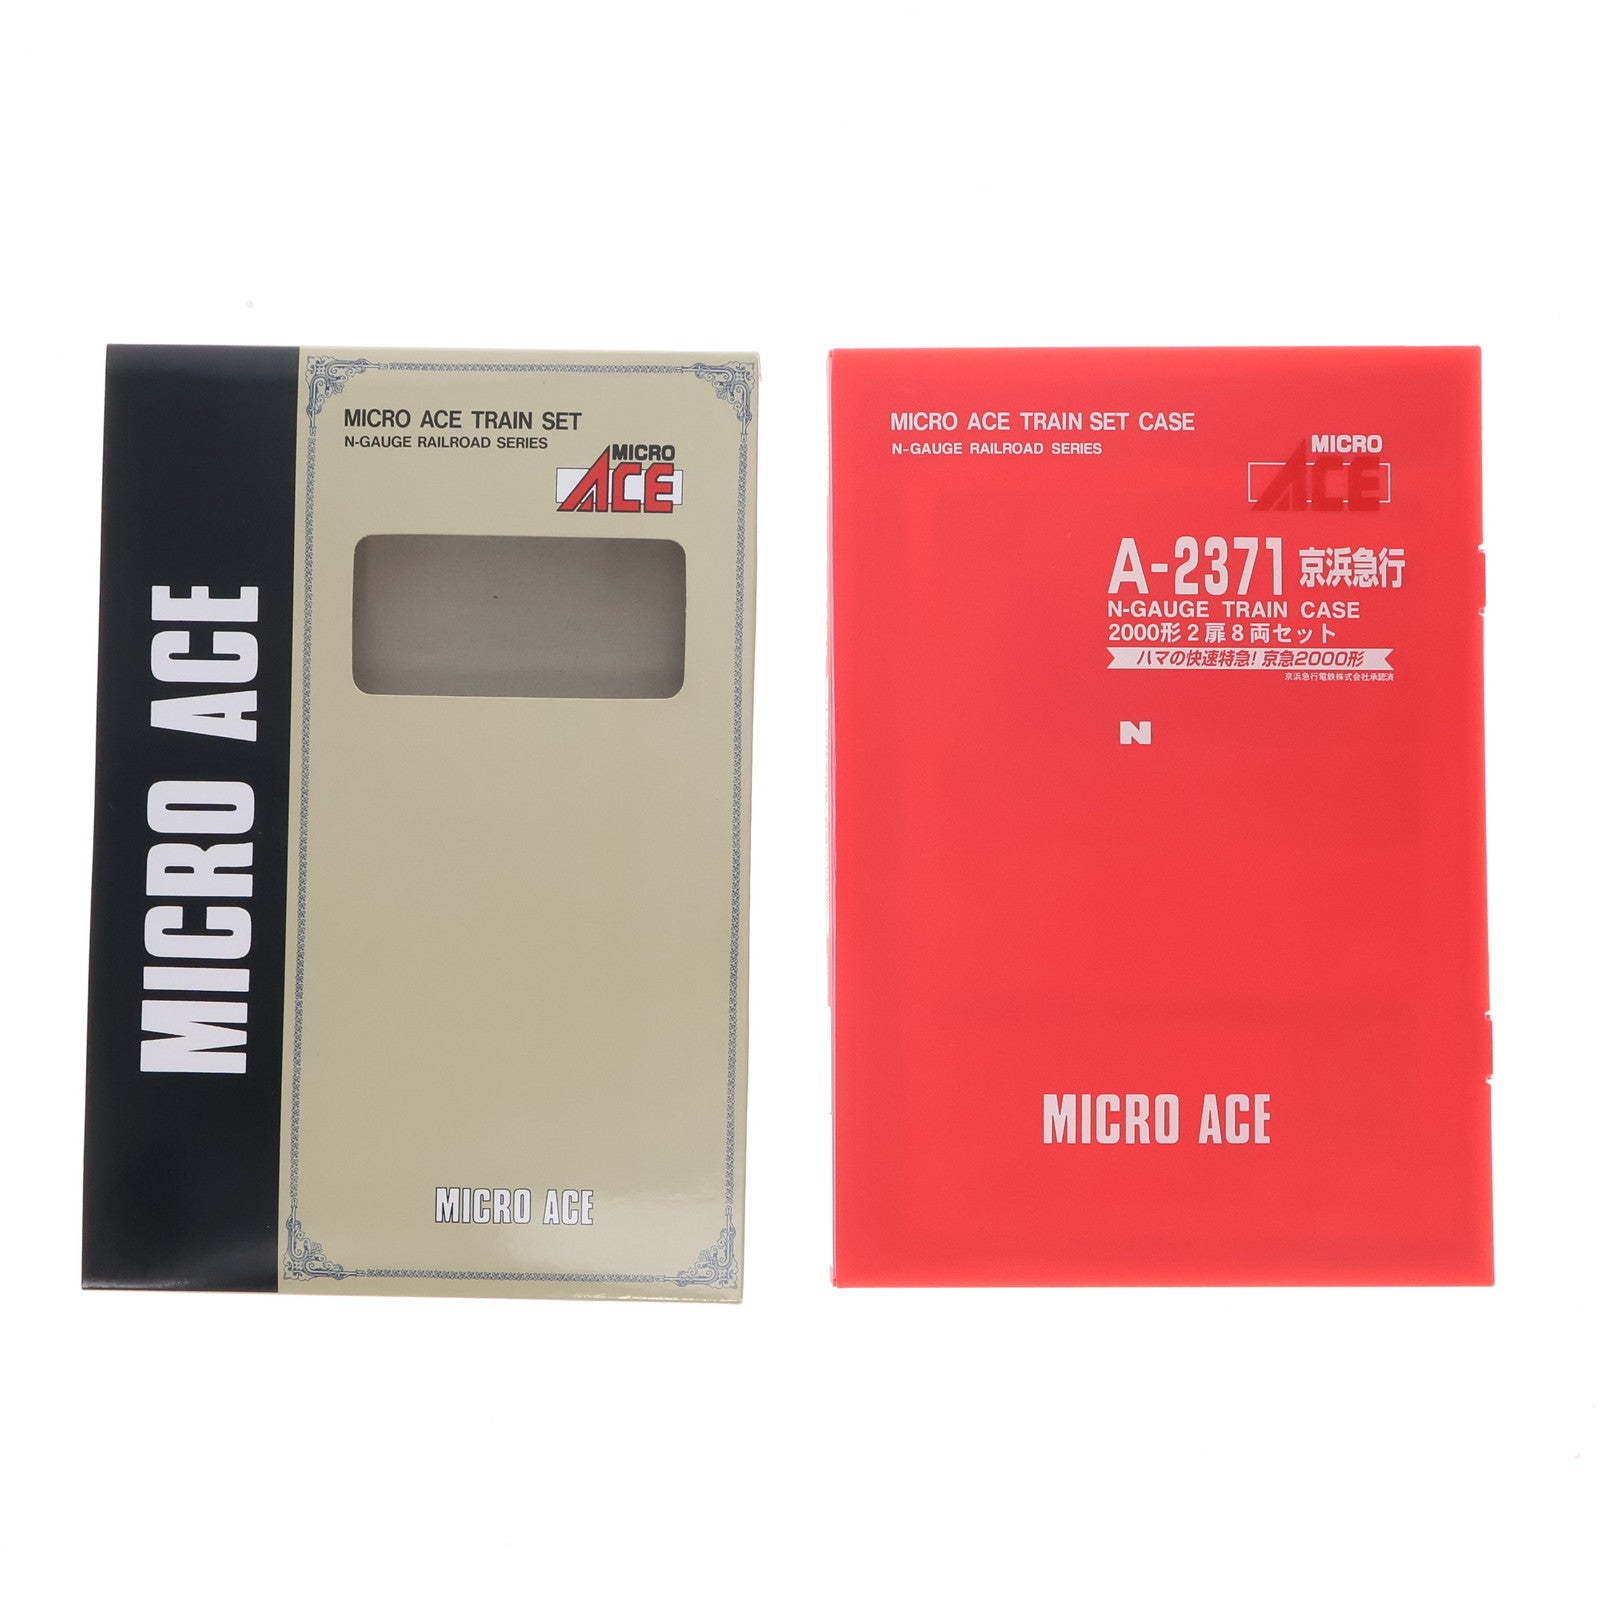 MICRO ACE
MICRO ACE TRAIN SET
N-GAUGE RAILROAD SERIES
MICRO
ACE
MICRO ACE
MICRO ACE TRAIN SET CASE
N-GAUGE RAILROAD SERIES
MICRO
ACE
A-2371 京浜急行
N-GAUGE TRAIN CASE
2000形2扉8両セット
ハマの快速特急!京急2000形
京浜急行電鉄株式会社承認済
N
MICRO ACE